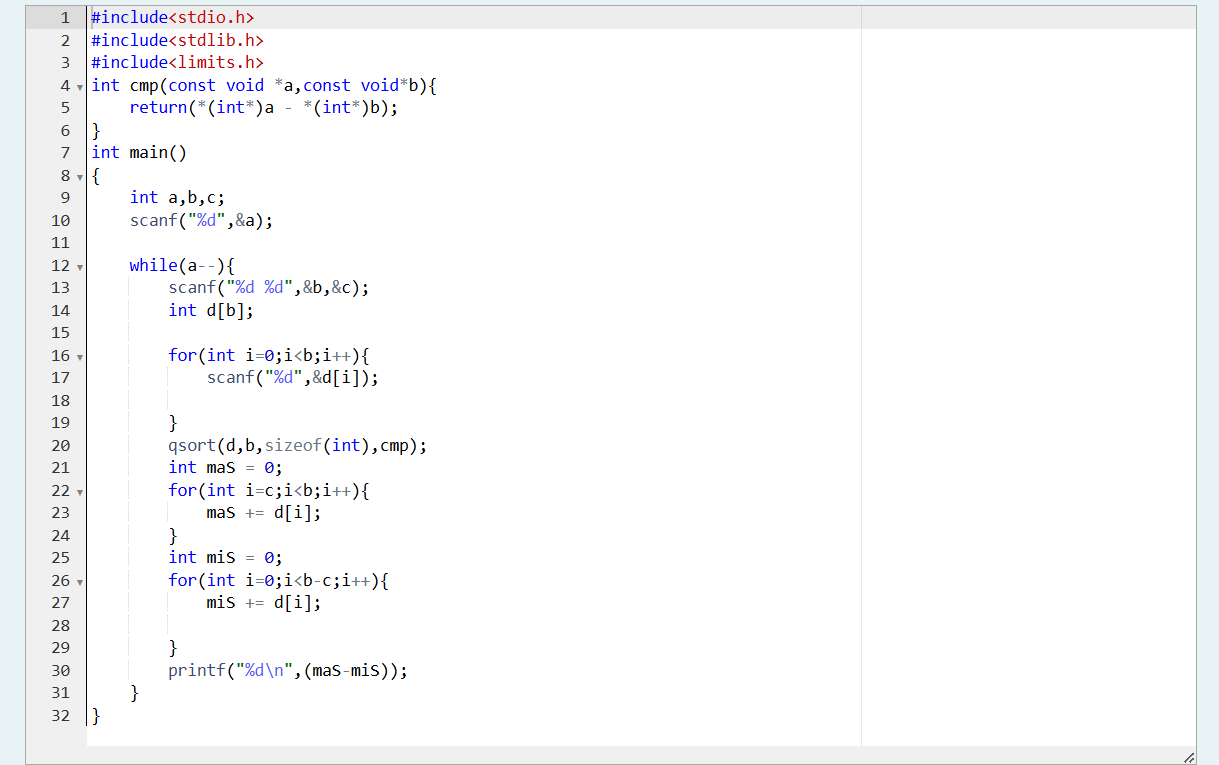 1 #include<stdio.h>
2 #include<stdlib.h>
3 #include<limits.h>
4 int cmp(const void *a,const void*b){
5     return(*(int*)a - *(int*)b);
6 }
7 int main()
8 {
9     int a,b,c;
10     scanf("%d",&a);
11
12     while(a--){
13         scanf("%d %d",&b,&c);
14         int d[b];
15
16         for(int i=0;i<b;i++){
17             scanf("%d",&d[i]);
18
19         }
20         qsort(d,b,sizeof(int),cmp);
21         int maS = 0;
22         for(int i=c;i<b;i++){
23             maS += d[i];
24         }
25         int miS = 0;
26         for(int i=0;i<b-c;i++){
27             miS += d[i];
28
29         }
30         printf("%d\n",(maS-miS));
31     }
32 }